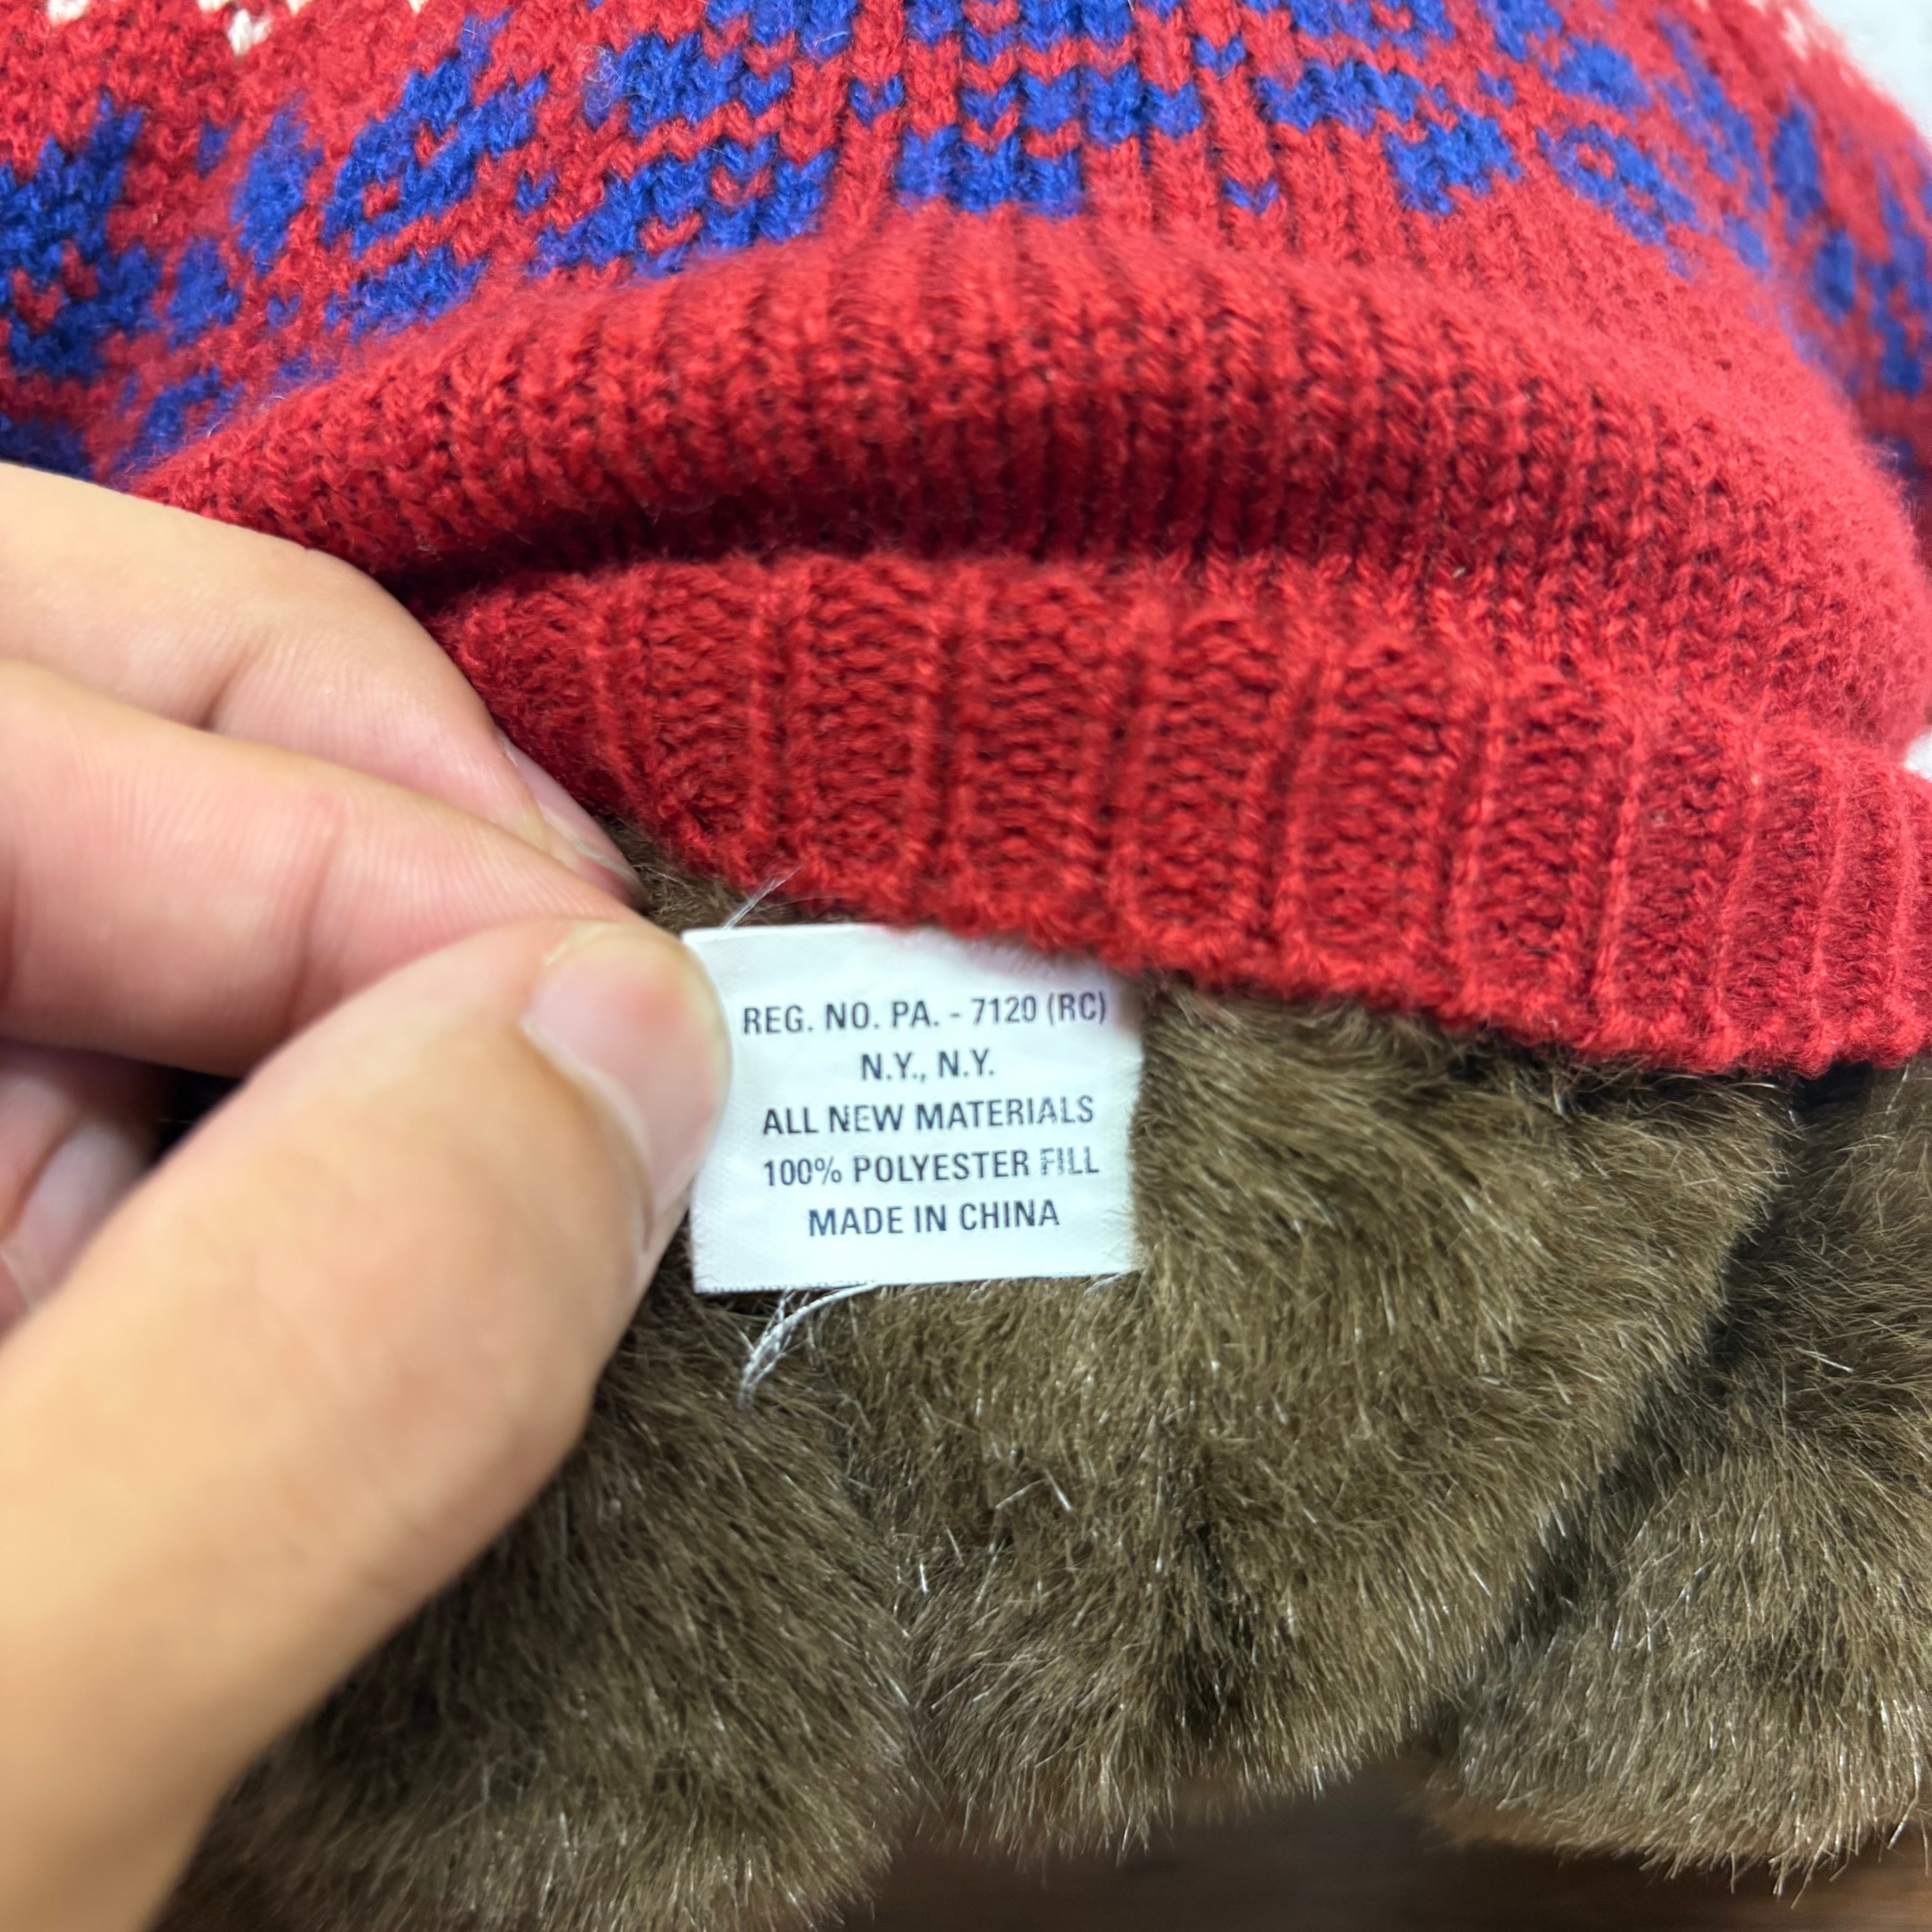 REG. NO. PA. - 7120 (RC)
N.Y., N.Y.
ALL NEW MATERIALS
100% POLYESTER FILL
MADE IN CHINA